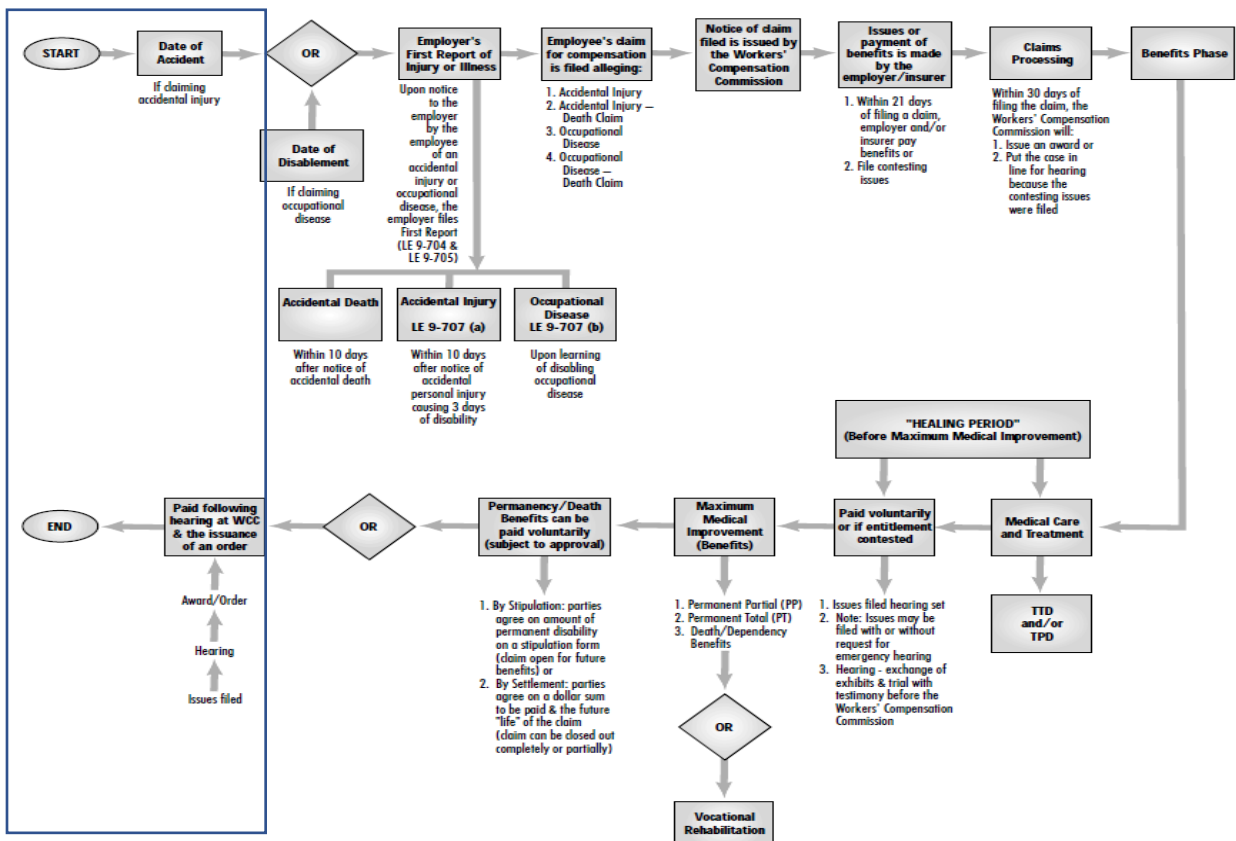 START
Date of
Accident
If claiming
accidental injury
OR
Date of
Disablement
If claiming
occupational
disease
Employer's
First Report of
Injury or Illness
Upon notice
to the
employer
by the
employee
of an
accidental
injury or
occupational
disease, the
employer files
First Report
(LE 9-704 &
LE 9-705)
Employee's claim
for compensation
is filed alleging:
1. Accidental Injury
2. Accidental Injury —
Death Claim
3. Occupational
Disease
4. Occupational
Disease —
Death Claim
Notice of claim
filed is issued by
the Workers'
Compensation
Commission
Issues or
payment of
benefits is made
by the
employer/insurer
1. Within 21 days
of filing a claim,
employer and/or
insurer pay
benefits or
2. File contesting
issues
Claims
Processing
Within 30 days of
filing the claim, the
Workers' Compensation
Commission will:
1. Issue an award or
2. Put the case in
line for hearing
because the
contesting issues
were filed
Benefits Phase
Accidental Death
Within 10 days
after notice of
accidental death
Accidental Injury
LE 9-707 (a)
Within 10 days
after notice of
accidental
personal injury
causing 3 days
of disability
Occupational
Disease
LE 9-707 (b)
Upon learning
of disabling
occupational
disease
"HEALING PERIOD"
(Before Maximum Medical Improvement)
END
Paid following
hearing at WCC
& the issuance
of an order
Award/Order
Hearing
Issues filed
OR
Permanency/Death
Benefits can be
paid voluntarily
(subject to approval)
1. By Stipulation: parties
agree on amount of
permanent disability
on a stipulation form
(claim open for future
benefits) or
2. By Settlement: parties
agree on a dollar sum
to be paid & the future
"life" of the claim
(claim can be closed out
completely or partially)
Maximum
Medical
Improvement
(Benefits)
1. Permanent Partial (PP)
2. Permanent Total (PT)
3. Death/Dependency
Benefits
OR
Vocational
Rehabilitation
Paid voluntarily
or if entitlement
contested
1. Issues filed hearing set
2. Note: Issues may be
filed with or without
request for
emergency hearing
3. Hearing - exchange of
exhibits & trial with
testimony before the
Workers' Compensation
Commission
Medical Care
and Treatment
TTD
and/or
TPD